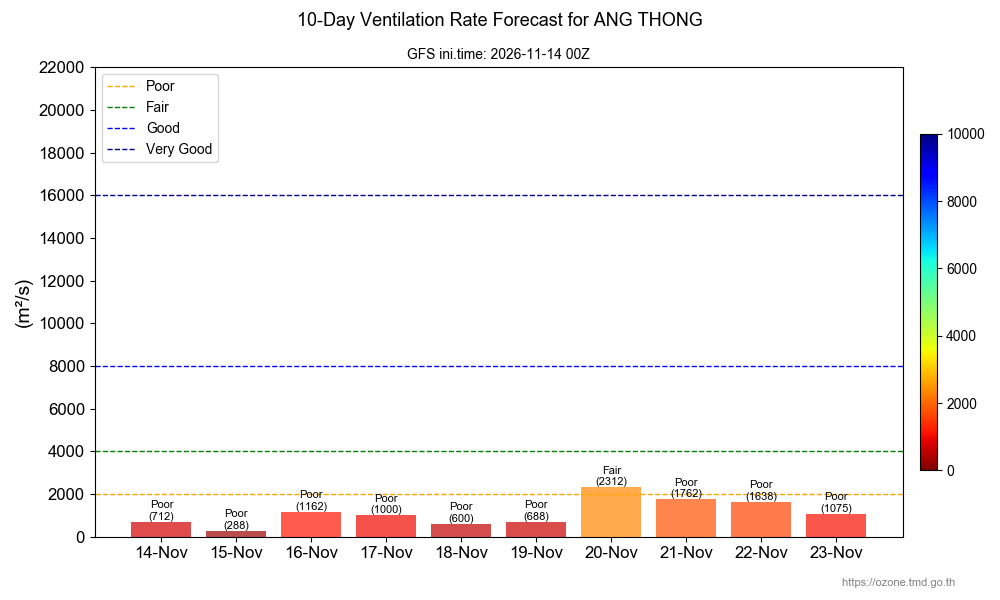 10-Day Ventilation Rate Forecast for ANG THONG
GFS ini.time: 2026-11-14 00Z
22000
20000
18000
16000
14000
12000
10000
8000
6000
4000
2000
0
(m²/s)
Poor
Fair
Good
Very Good
Poor
(712)
Poor
(288)
Poor
(1162)
Poor
(1000)
Poor
(600)
Poor
(688)
Fair
(2312)
Poor
(1762)
Poor
(1638)
Poor
(1075)
14-Nov 15-Nov 16-Nov 17-Nov 18-Nov 19-Nov 20-Nov 21-Nov 22-Nov 23-Nov
10000
8000
6000
4000
2000
0
https://ozone.tmd.go.th